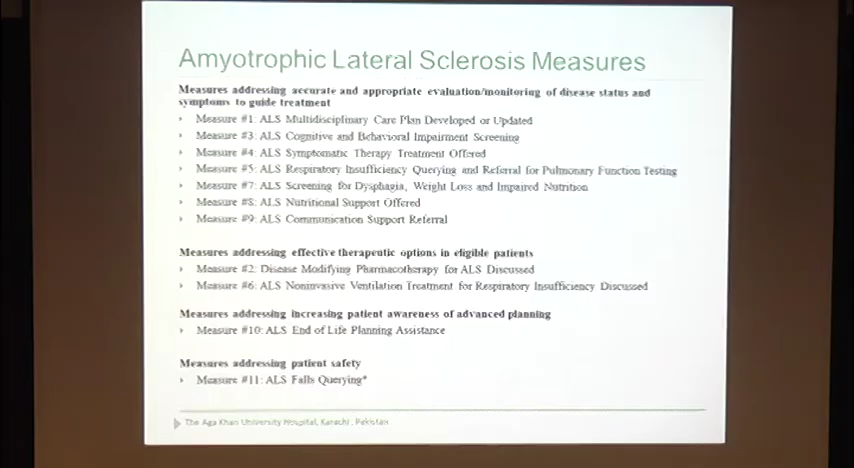 Amyotrophic Lateral Sclerosis Measures
Measures addressing accurate and appropriate evaluation/monitoring of disease status and
symptoms to guide treatment
Measure #1: ALS Multidisciplinary Care Plan Developed or Updated
Measure #3: ALS Cognitive and Behavioral Impairment Screening
Measure #4: ALS Symptomatic Therapy Treatment Offered
Measure #5: ALS Respiratory Insufficiency Querying and Referral for Pulmonary Function Testing
Measure #7: ALS Screening for Dysphagia, Weight Loss and Impaired Nutrition
Measure #8: ALS Nutritional Support Offered
Measure #9: ALS Communication Support Referral
Measures addressing effective therapeutic options in eligible patients
Measure #2: Disease Modifying Pharmacotherapy for ALS Discussed
Measure #6: ALS Noninvasive Ventilation Treatment for Respiratory Insufficiency Discussed
Measures addressing increasing patient awareness of advanced planning
Measure #10: ALS End of Life Planning Assistance
Measures addressing patient safety
Measure #11: ALS Falls Querying*
The Aga Khan University Hospital, Karachi, Pakistan